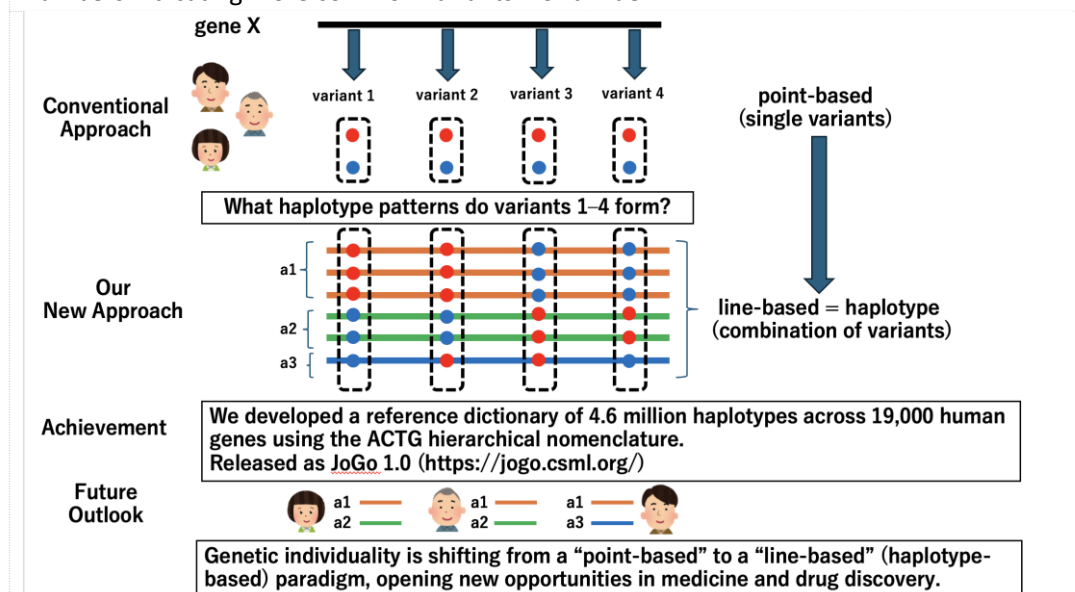 gene X
variant 1
variant 2
variant 3
variant 4
Conventional
Approach
point-based
(single variants)
What haplotype patterns do variants 1–4 form?
a1
a2
a3
Our
New Approach
line-based = haplotype
(combination of variants)
Achievement
We developed a reference dictionary of 4.6 million haplotypes across 19,000 human
genes using the ACTG hierarchical nomenclature.
Released as JoGo 1.0 (https://jogo.csml.org/)
Future
Outlook
a1
a2
a1
a2
a1
a3
Genetic individuality is shifting from a “point-based” to a “line-based” (haplotype-
based) paradigm, opening new opportunities in medicine and drug discovery.